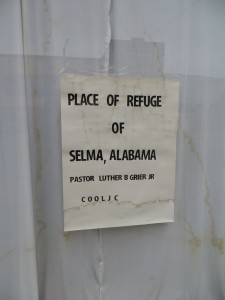 PLACE OF REFUGE
OF
SELMA, ALABAMA
PASTOR LUTHER B GRIER JR
COOLJC